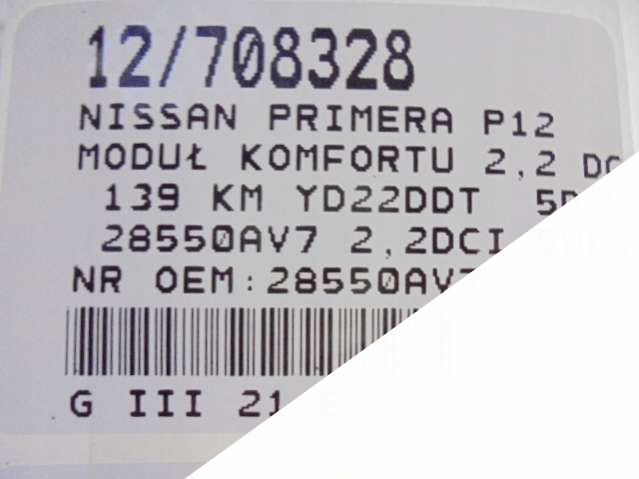 12/708328
NISSAN PRIMERA P12
MODUŁ KOMFORTU 2,2
139 KM YD22DDT
28550AV7 2,2DCI
NR OEM:28550AV7
G III 21